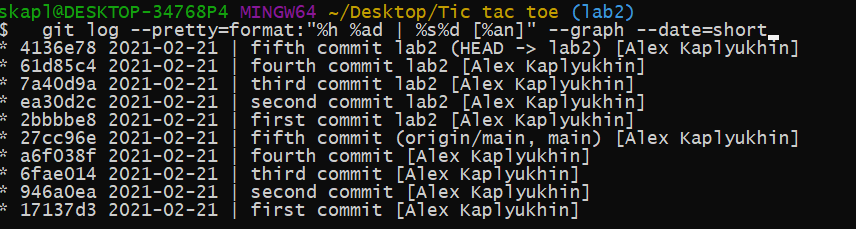 skapl@DESKTOP-34768P4 MINGW64 ~/Desktop/Tic tac toe (lab2)
$  git log --pretty=format:"%h %ad | %s%d [%an]" --graph --date=short
* 4136e78 2021-02-21 | fifth commit lab2 (HEAD -> lab2) [Alex Kaplyukhin]
* 61d85c4 2021-02-21 | fourth commit lab2 [Alex Kaplyukhin]
* 7a40d9a 2021-02-21 | third commit lab2 [Alex Kaplyukhin]
* ea30d2c 2021-02-21 | second commit lab2 [Alex Kaplyukhin]
* 2bbbbe8 2021-02-21 | first commit lab2 [Alex Kaplyukhin]
* 27cc96e 2021-02-21 | fifth commit (origin/main, main) [Alex Kaplyukhin]
* a6f038f 2021-02-21 | fourth commit [Alex Kaplyukhin]
* 6fae014 2021-02-21 | third commit [Alex Kaplyukhin]
* 946a0ea 2021-02-21 | second commit [Alex Kaplyukhin]
* 17137d3 2021-02-21 | first commit [Alex Kaplyukhin]